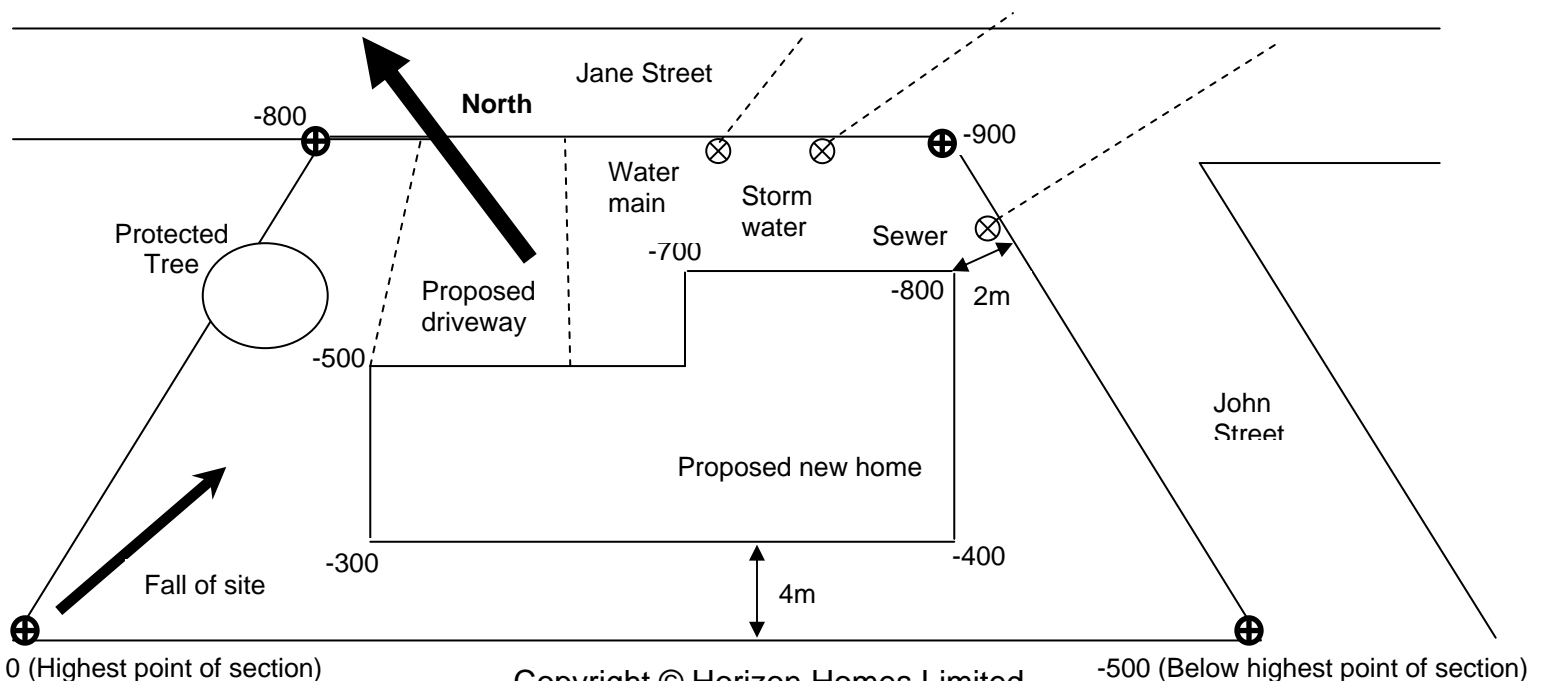 Jane Street
North
-800
-900
Water
main
Storm
water
Protected
Tree
Sewer
-700
Proposed
driveway
-800
2m
-500
John
Street
Proposed new home
-300
-400
Fall of site
4m
0 (Highest point of section)
Copyright © Horizon Homes Limited
-500 (Below highest point of section)